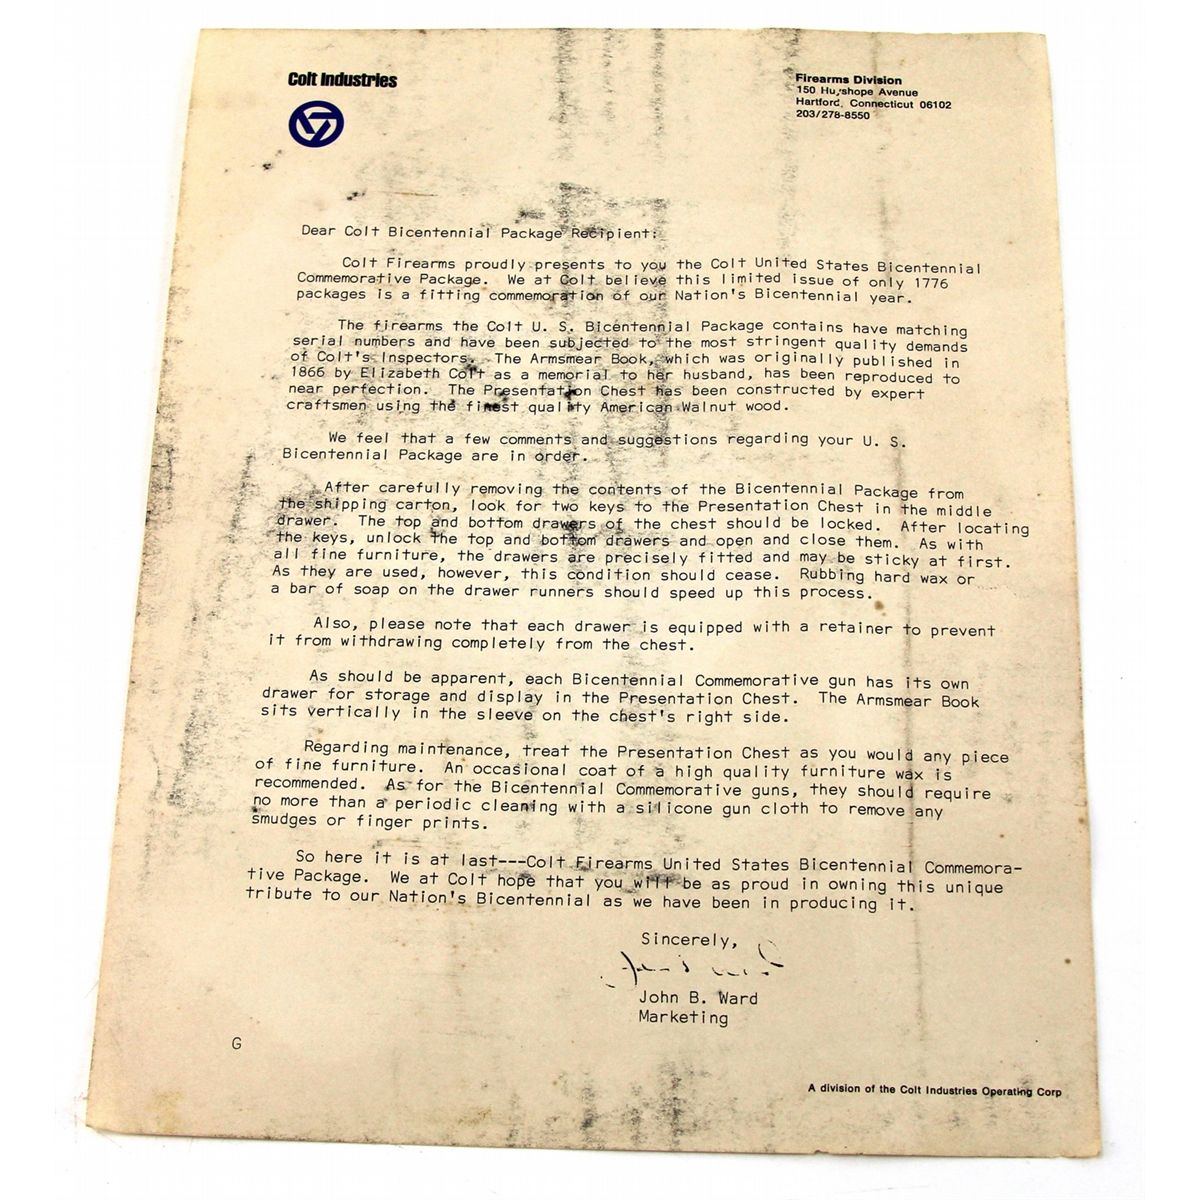 Colt Industries
Firearms Division
150 Huyshope Avenue
Hartford, Connecticut 06102
203/278-8550
Dear Colt Bicentennial Package Recipient:
Colt Firearms proudly presents to you the Colt United States Bicentennial
Commemorative Package. We at Colt believe this limited issue of only 1776
packages is a fitting commemoration of our Nation's Bicentennial year.
The firearms the Colt U. S. Bicentennial Package contains have matching
serial numbers and have been subjected to the most stringent quality demands
of Colt's Inspectors. The Armsmear Book, which was originally published in
1866 by Elizabeth Colt as a memorial to her husband, has been reproduced to
near perfection. The Presentation Chest has been constructed by expert
craftsmen using the finest quality American Walnut wood.
We feel that a few comments and suggestions regarding your U. S.
Bicentennial Package are in order.
After carefully removing the contents of the Bicentennial Package from
the shipping carton, look for two keys to the Presentation Chest in the middle
drawer. The top and bottom drawers of the chest should be locked. After locating
the keys, unlock the top and bottom drawers and open and close them. As with
all fine furniture, the drawers are precisely fitted and may be sticky at first.
As they are used, however, this condition should cease. Rubbing hard wax or
a bar of soap on the drawer runners should speed up this process.
Also, please note that each drawer is equipped with a retainer to prevent
it from withdrawing completely from the chest.
As should be apparent, each Bicentennial Commemorative gun has its own
drawer for storage and display in the Presentation Chest. The Armsmear Book
sits vertically in the sleeve on the chest's right side.
Regarding maintenance, treat the Presentation Chest as you would any piece
of fine furniture. An occasional coat of a high quality furniture wax is
recommended. As for the Bicentennial Commemorative guns, they should require
no more than a periodic cleaning with a silicone gun cloth to remove any
smudges or finger prints.
So here it is at last---Colt Firearms United States Bicentennial Commemora-
tive Package. We at Colt hope that you will be as proud in owning this unique
tribute to our Nation's Bicentennial as we have been in producing it.
Sincerely,
John B. Ward
Marketing
G
A division of the Colt Industries Operating Corp